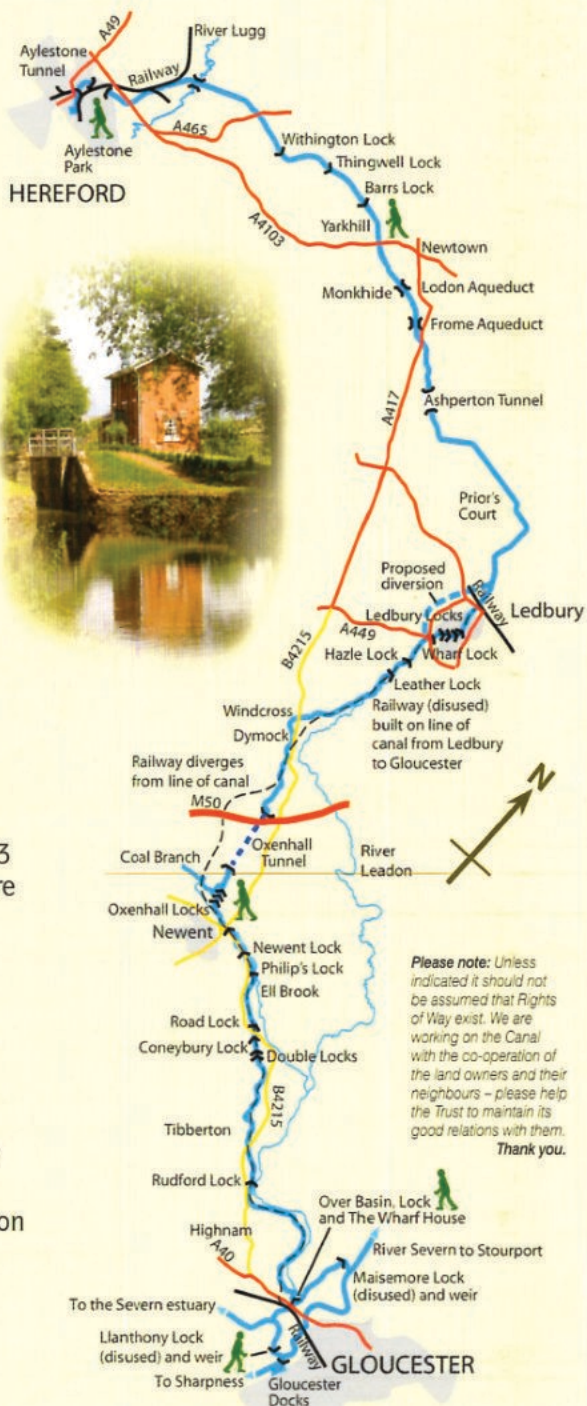 A49
River Lugg
Aylestone
Tunnel
Railway
A465
Aylestone
Park
HEREFORD
Withington Lock
Thingwell Lock
Barrs Lock
A4103
Yarkhill
Newtown
Monkhide
Lodon Aqueduct
Frome Aqueduct
A417
Ashperton Tunnel
Prior's
Court
Proposed
diversion
Railway
Ledbury
Ledbury Locks
A449
B4215
Hazle Lock
Wharf Lock
Leather Lock
Windcross
Dymock
Railway (disused)
built on line of
canal from Ledbury
to Gloucester
Railway diverges
from line of canal
M50
N
3
re
Coal Branch
Oxenhall
Tunnel
River
Leadon
Oxenhall Locks
Newent
Newent Lock
Philip's Lock
Ell Brook
Please note: Unless
indicated it should not
be assumed that Rights
of Way exist. We are
working on the Canal
with the co-operation of
the land owners and their
neighbours – please help
the Trust to maintain its
good relations with them.
Thank you.
Road Lock
Coneybury Lock
Double Locks
B4215
Tibberton
Rudford Lock
on
Highnam
Over Basin, Lock
and The Wharf House
A40
River Severn to Stourport
Maisemore Lock
(disused) and weir
To the Severn estuary
Llanthony Lock
(disused) and weir
Railway
GLOUCESTER
To Sharpness
Gloucester
Docks